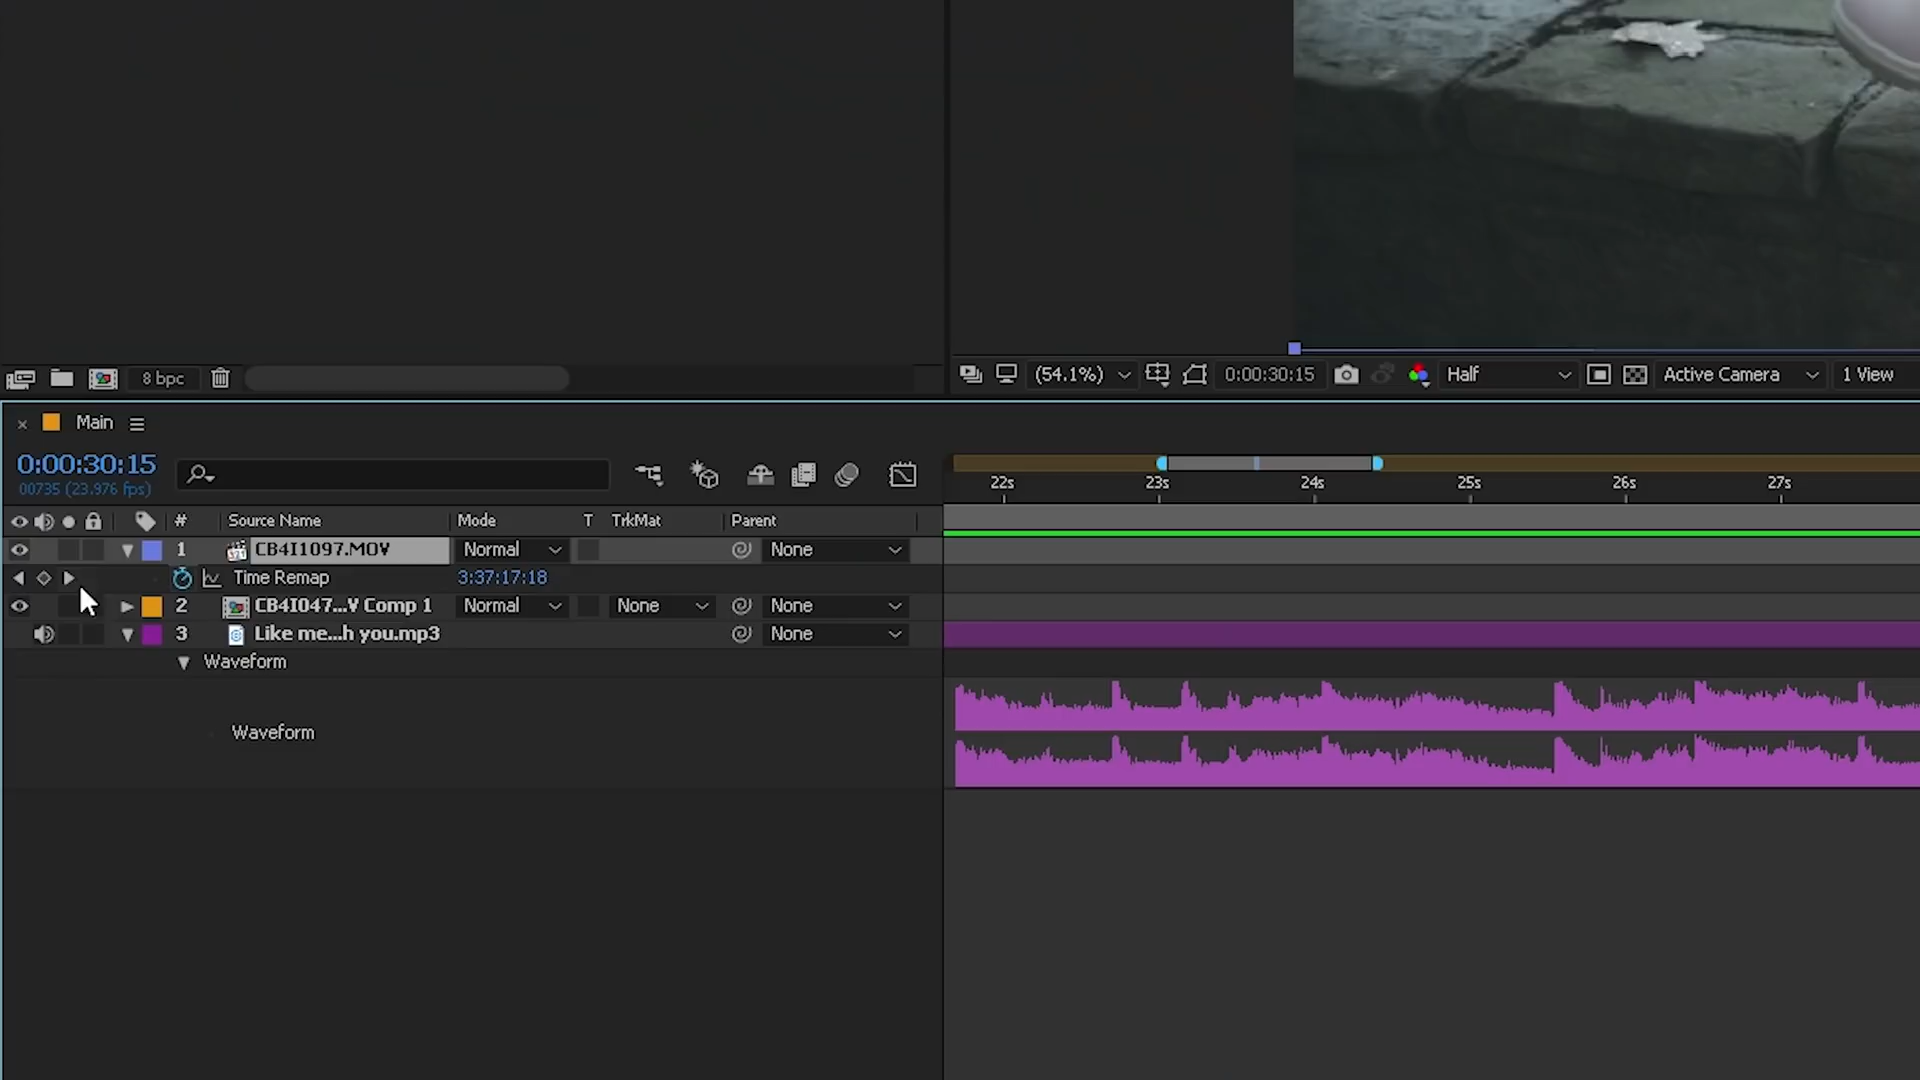 8 bpc
(54.1%) 0:00:30:15 Half Active Camera 1 View
Main
0:00:30:15
00735 (23.976 fps)
22s 23s 24s 25s 26s 27s
# Source Name Mode T TrkMat Parent
1 CB4I1097.MOV Normal None
Time Remap 3:37:17:18
2 CB4I047...V Comp 1 Normal None None
3 Like me...h you.mp3 None
Waveform
Waveform